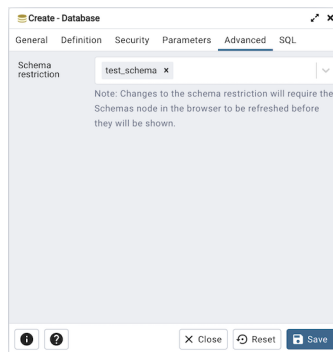 Create - Database
General Definition Security Parameters Advanced SQL
Schema
restriction
test_schema ×
Note: Changes to the schema restriction will require the
Schemas node in the browser to be refreshed before
they will be shown.
Close Reset Save